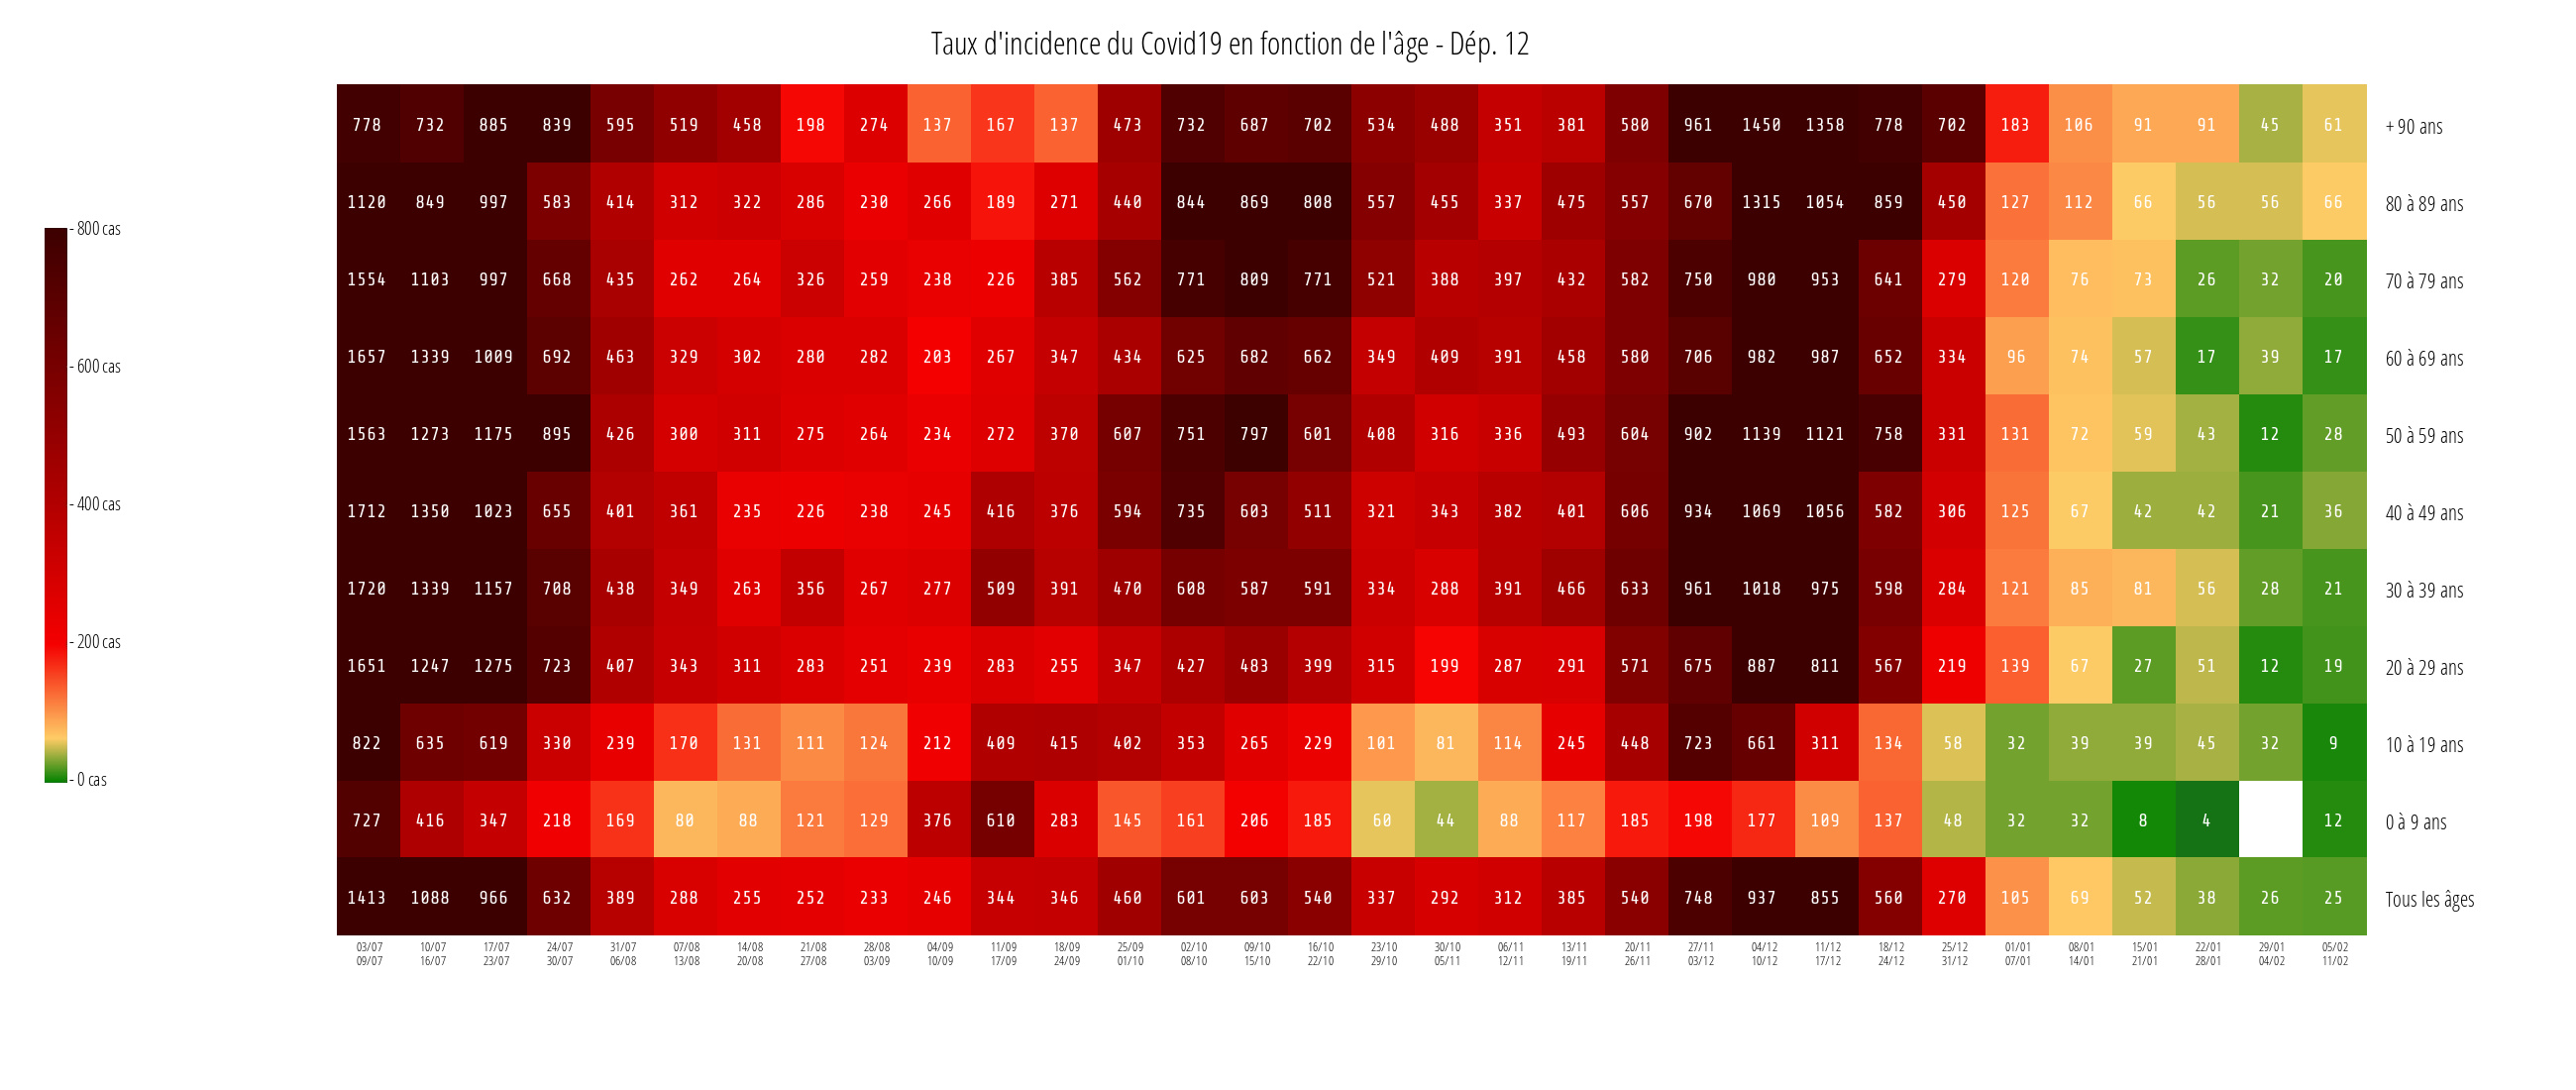 Taux d'incidence du Covid19 en fonction de l'âge - Dép. 12
- 800 cas
- 600 cas
- 400 cas
- 200 cas
- 0 cas
778 732 885 839 595 519 458 198 274 137 167 137 473 732 687 702 534 488 351 381 580 961 1450 1358 778 702 183 106 91 91 45 61 + 90 ans
1120 849 997 583 414 312 322 286 230 266 189 271 440 844 869 808 557 455 337 475 557 670 1315 1054 859 450 127 112 66 56 56 66 80 à 89 ans
1554 1103 997 668 435 262 264 326 259 238 226 385 562 771 809 771 521 388 397 432 582 750 980 953 641 279 120 76 73 26 32 20 70 à 79 ans
1657 1339 1009 692 463 329 302 280 282 203 267 347 434 625 682 662 349 409 391 458 580 706 982 987 652 334 96 74 57 17 39 17 60 à 69 ans
1563 1273 1175 895 426 300 311 275 264 234 272 370 607 751 797 601 408 316 336 493 604 902 1139 1121 758 331 131 72 59 43 12 28 50 à 59 ans
1712 1350 1023 655 401 361 235 226 238 245 416 376 594 735 603 511 321 343 382 401 606 934 1069 1056 582 306 125 67 42 42 21 36 40 à 49 ans
1720 1339 1157 708 438 349 263 356 267 277 509 391 470 608 587 591 334 288 391 466 633 961 1018 975 598 284 121 85 81 56 28 21 30 à 39 ans
1651 1247 1275 723 407 343 311 283 251 239 283 255 347 427 483 399 315 199 287 291 571 675 887 811 567 219 139 67 27 51 12 19 20 à 29 ans
822 635 619 330 239 170 131 111 124 212 409 415 402 353 265 229 101 81 114 245 448 723 661 311 134 58 32 39 39 45 32 9 10 à 19 ans
727 416 347 218 169 80 88 121 129 376 610 283 145 161 206 185 60 44 88 117 185 198 177 109 137 48 32 32 8 4 12 0 à 9 ans
1413 1088 966 632 389 288 255 252 233 246 344 346 460 601 603 540 337 292 312 385 540 748 937 855 560 270 105 69 52 38 26 25 Tous les âges
03/07 10/07 17/07 24/07 31/07 07/08 14/08 21/08 28/08 04/09 11/09 18/09 25/09 02/10 09/10 16/10 23/10 30/10 06/11 13/11 20/11 27/11 04/12 11/12 18/12 25/12 01/01 08/01 15/01 22/01 29/01 05/02
09/07 16/07 23/07 30/07 06/08 13/08 20/08 27/08 03/09 10/09 17/09 24/09 01/10 08/10 15/10 22/10 29/10 05/11 12/11 19/11 26/11 03/12 10/12 17/12 24/12 31/12 07/01 14/01 21/01 28/01 04/02 11/02